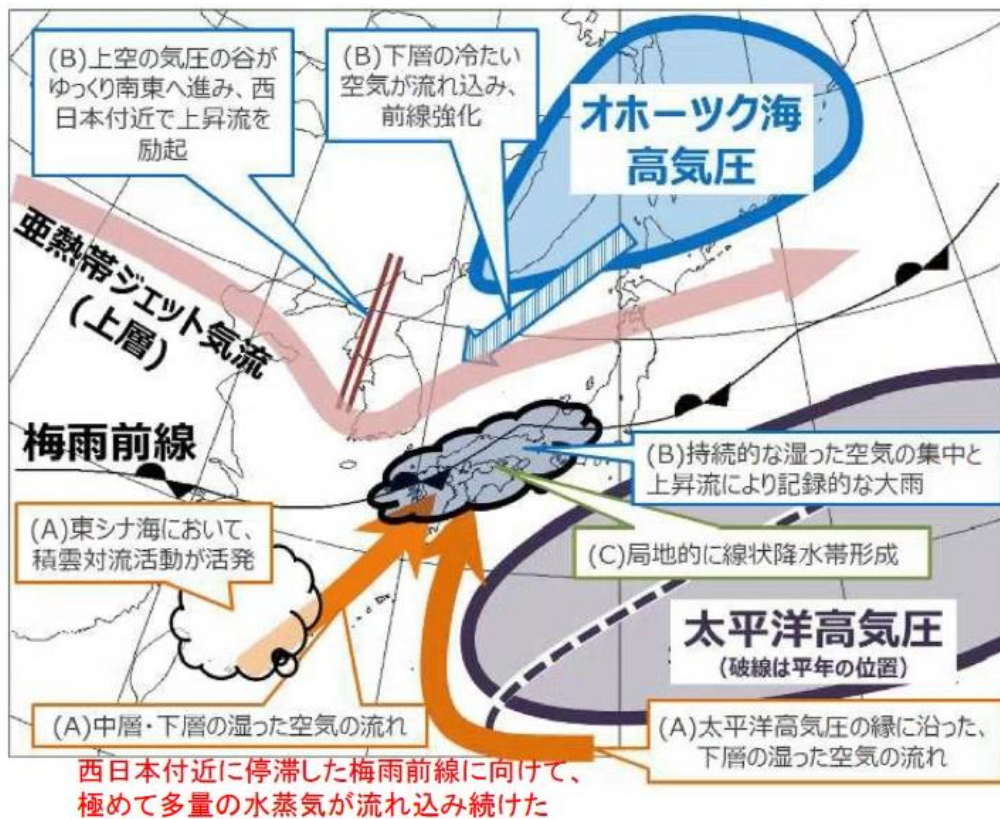 (B)上空の気圧の谷が
ゆっくり南東へ進み、西
日本付近で上昇流を
励起
(B)下層の冷たい
空気が流れ込み、
前線強化
オホーツク海
高気圧
亜熱帯ジェット気流
(上層)
梅雨前線
(B)持続的な湿った空気の集中と
上昇流により記録的な大雨
(A)東シナ海において、
積雲対流活動が活発
(C)局地的に線状降水帯形成
太平洋高気圧
(破線は平年の位置)
(A)中層・下層の湿った空気の流れ
(A)太平洋高気圧の縁に沿った、
下層の湿った空気の流れ
西日本付近に停滞した梅雨前線に向けて、
極めて多量の水蒸気が流れ込み続けた